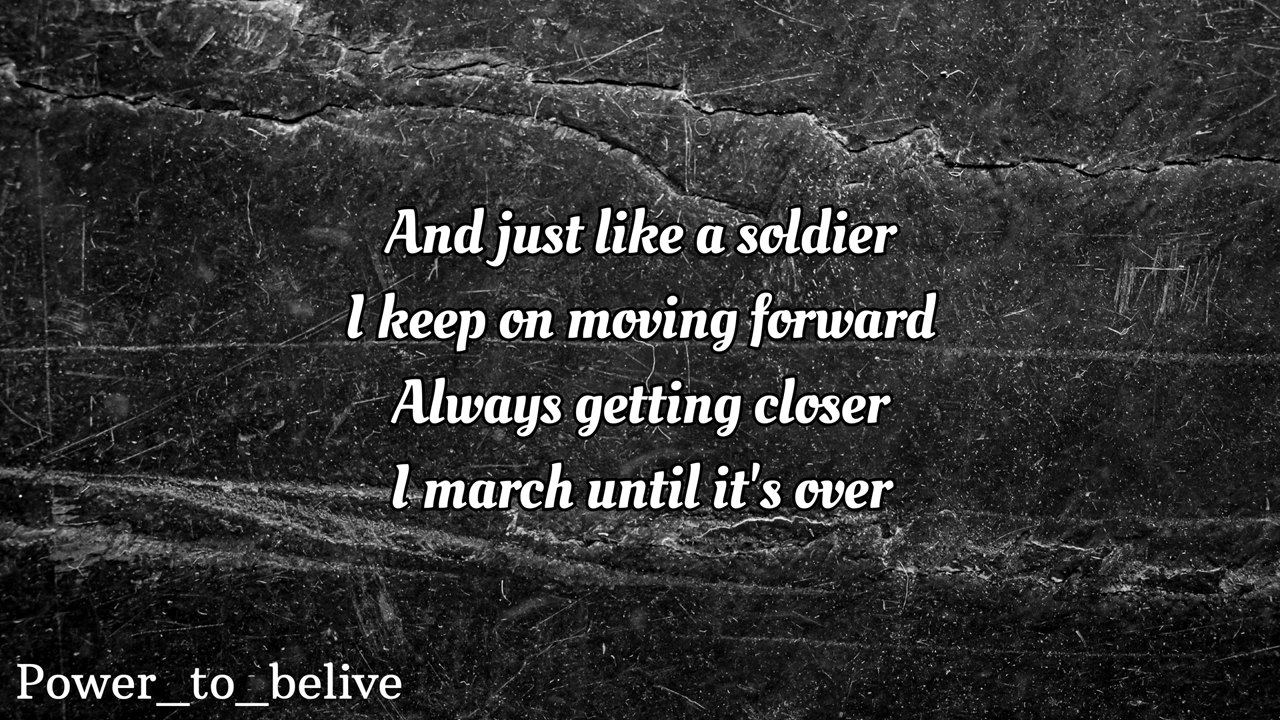 And just like a soldier
I keep on moving forward
Always getting closer
I march until it's over
Power_to_belive